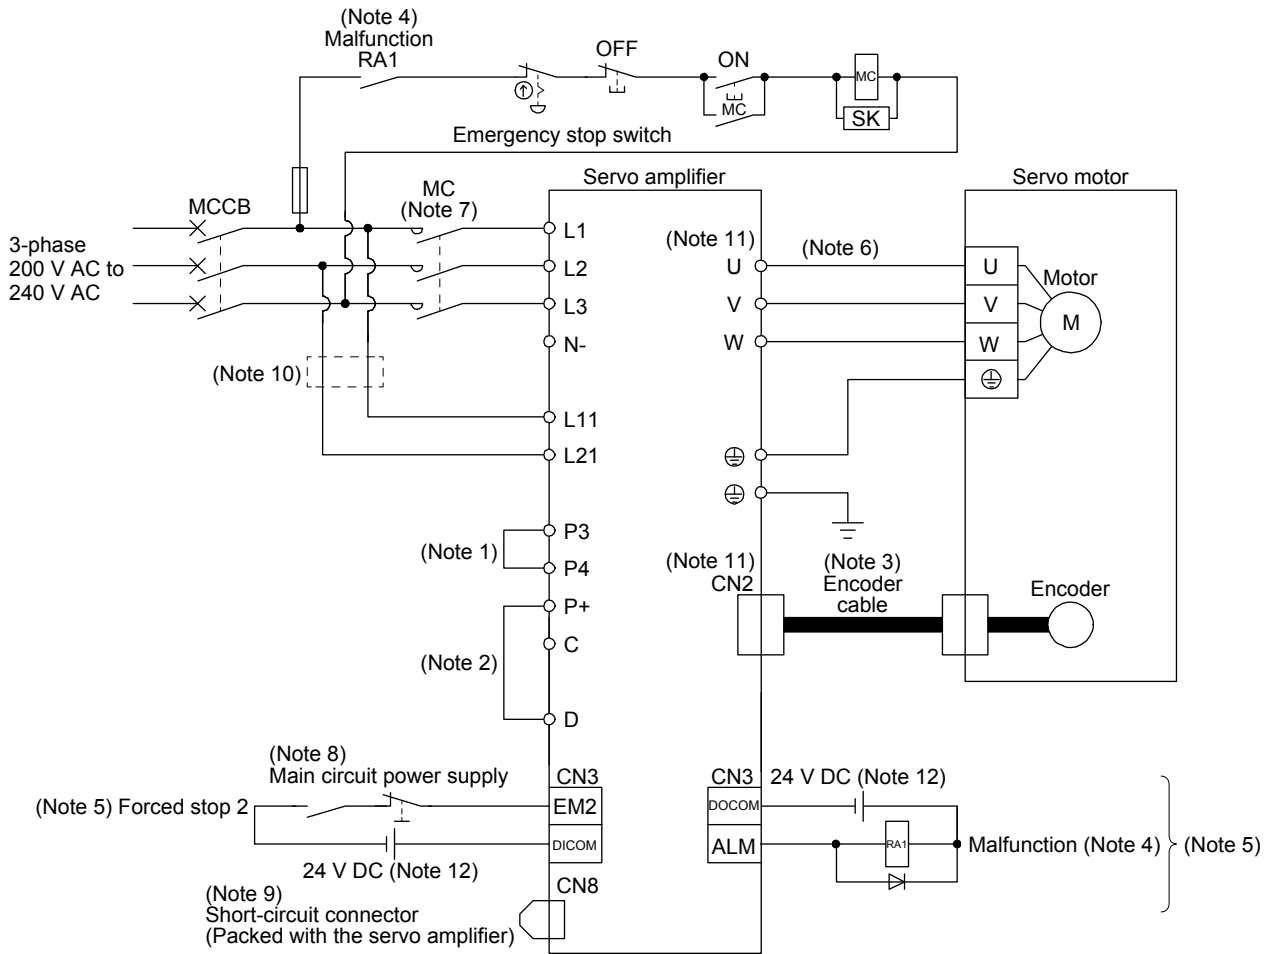 (Note 4)
Malfunction
RA1
OFF
ON
MC
MC
SK
Emergency stop switch
Servo amplifier
Servo motor
MCCB
MC
(Note 7)
3-phase
200 V AC to
240 V AC
L1
L2
L3
N-
(Note 10)
L11
L21
(Note 11)
U
V
W
(Note 6)
U
V
W
Motor
M
(Note 1)
P3
P4
(Note 2)
P+
C
D
(Note 11)
CN2
(Note 3)
Encoder
cable
Encoder
(Note 8)
Main circuit power supply
(Note 5) Forced stop 2
24 V DC (Note 12)
CN3
EM2
DICOM
CN3
24 V DC (Note 12)
DOCOM
ALM
RA1
Malfunction (Note 4)
(Note 5)
CN8
(Note 9)
Short-circuit connector
(Packed with the servo amplifier)